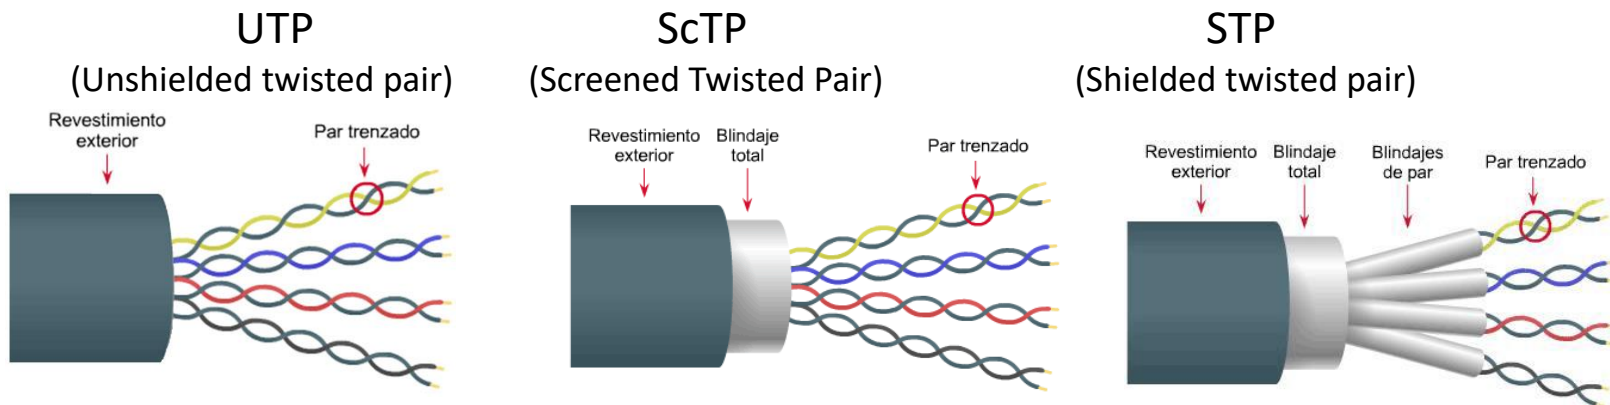 UTP
(Unshielded twisted pair)
Revestimiento
exterior
Par trenzado
ScTP
(Screened Twisted Pair)
Revestimiento
exterior
Blindaje
total
Par trenzado
STP
(Shielded twisted pair)
Revestimiento
exterior
Blindaje
total
Blindajes
de par
Par trenzado